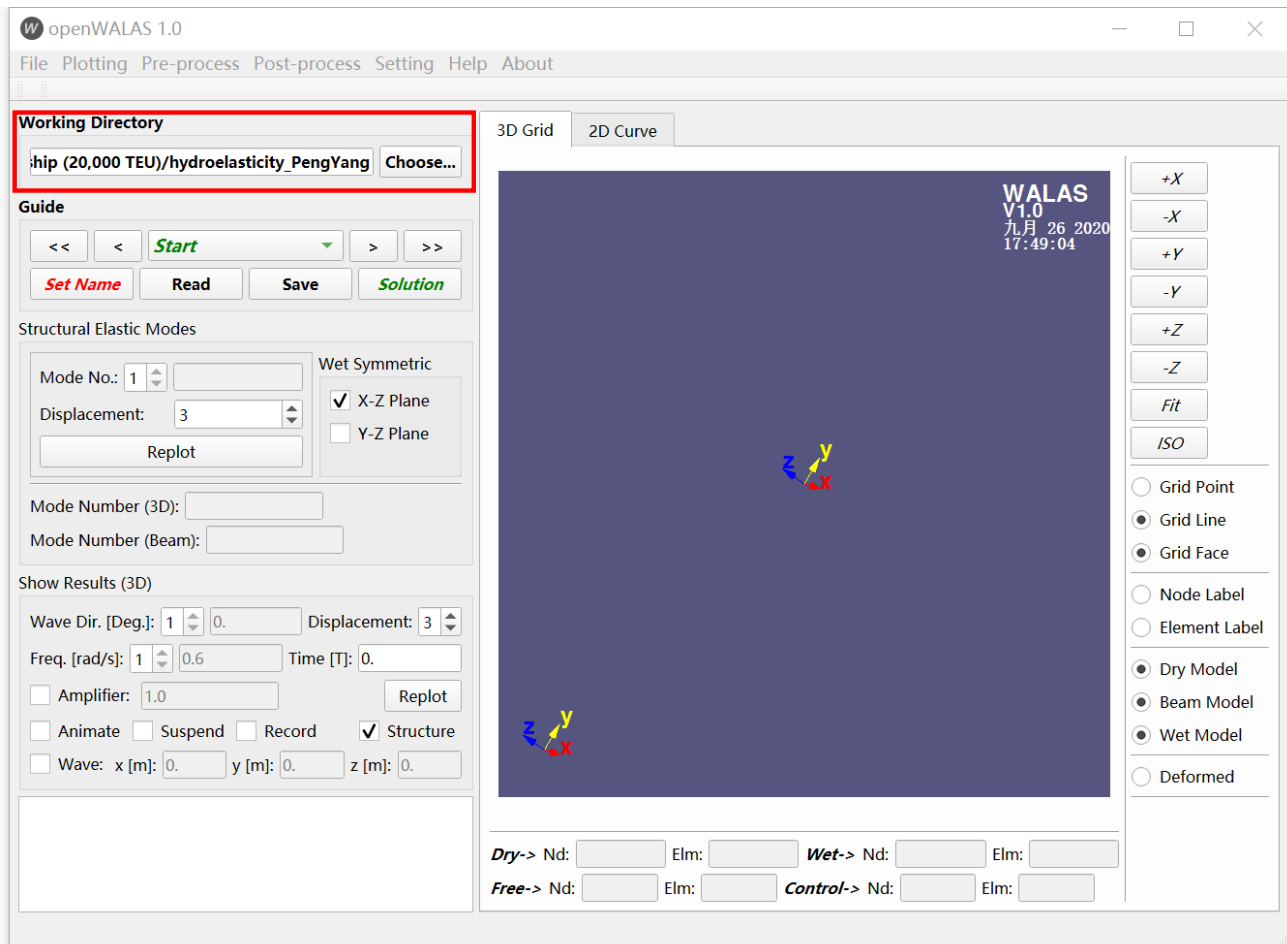 W openWALAS 1.0
File Plotting Pre-process Post-process Setting Help About
Working Directory
ship (20,000 TEU)/hydroelasticity_PengYang Choose...
Guide
<< < Start > >>
Set Name Read Save Solution
Structural Elastic Modes
Mode No.: 1
Displacement: 3
Replot
Wet Symmetric
X-Z Plane
Y-Z Plane
Mode Number (3D):
Mode Number (Beam):
Show Results (3D)
Wave Dir. [Deg.]: 1 0. Displacement: 3
Freq. [rad/s]: 1 0.6 Time [T]: 0.
Amplifier: 1.0 Replot
Animate Suspend Record Structure
Wave: x [m]: 0. y [m]: 0. z [m]: 0.
3D Grid 2D Curve
WALAS
V1.0
九月 26 2020
17:49:04
z y x
z y x
Dry-> Nd: Elm: Wet-> Nd: Elm:
Free-> Nd: Elm: Control-> Nd: Elm:
+X
-X
+Y
-Y
+Z
-Z
Fit
ISO
Grid Point
Grid Line
Grid Face
Node Label
Element Label
Dry Model
Beam Model
Wet Model
Deformed